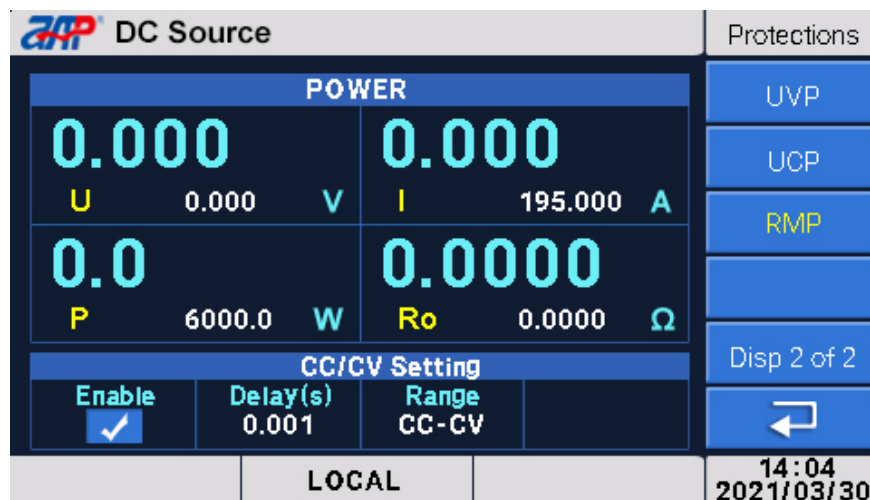 AAP DC Source
Protections
POWER
0.000 0.000
U 0.000 V I 195.000 A
0.0 0.0000
P 6000.0 W Ro 0.0000 Ω
CC/CV Setting
Enable Delay(s) Range
0.001 CC-CV
UVP
UCP
RMP
Disp 2 of 2
LOCAL
14:04
2021/03/30